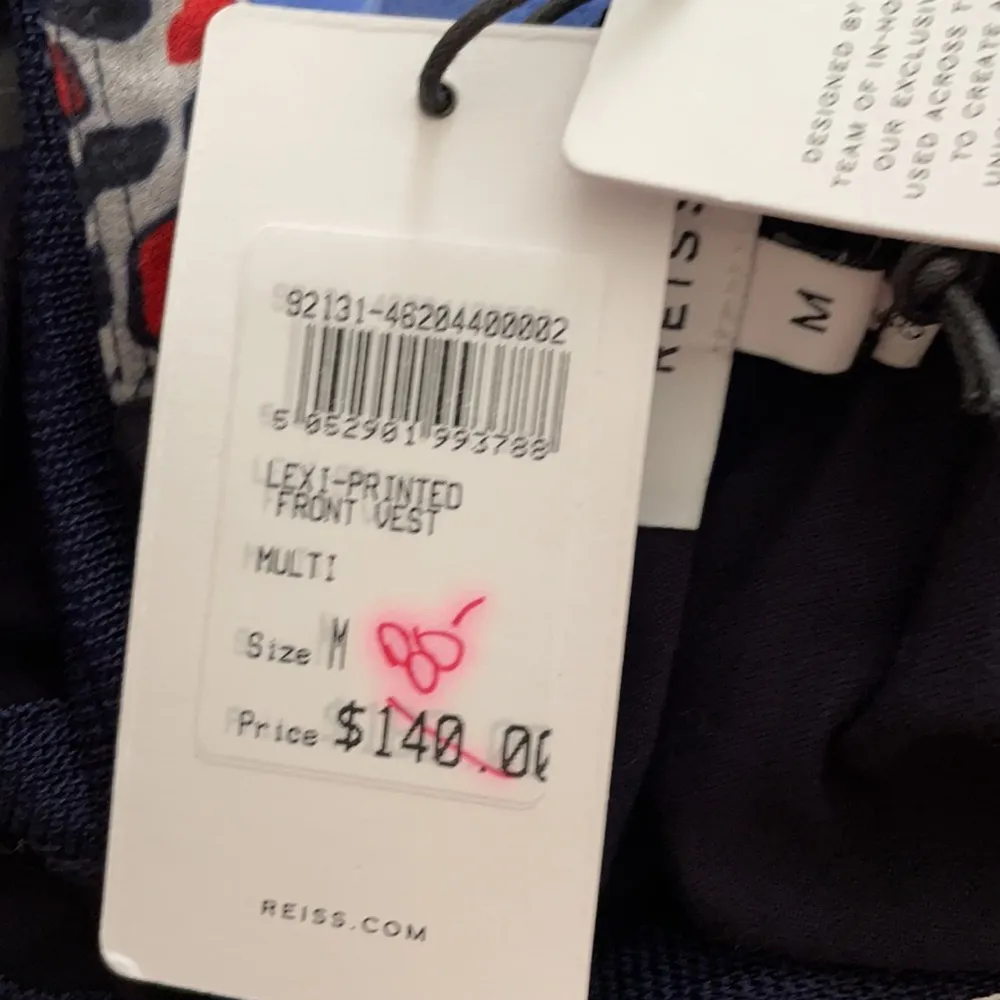 92131-46204400002
5 052901 993788
LEXI-PRINTED
FRONT VEST
MULTI
Size M
85
Price $140.00
REISS.COM
REISS
M
DESIGNED BY
TEAM OF IN-HO
OUR EXCLUSIV
USED ACROSS T
TO CREATE A